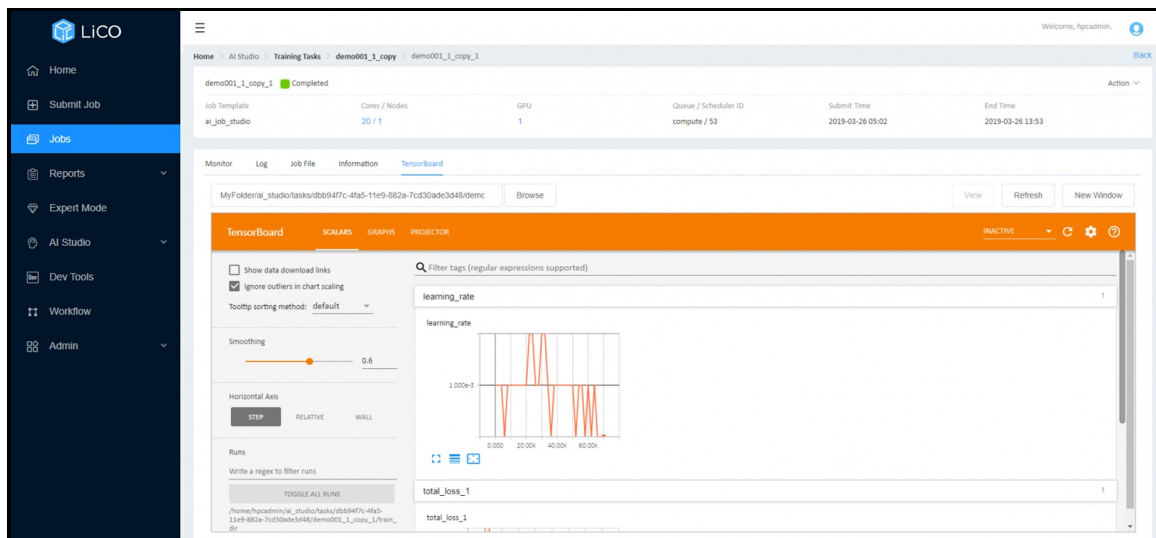 LiCO
Welcome, hpcadmin.
Home > AI Studio > Training Tasks > demo001_1_copy > demo001_1_copy_1
Back
Home
Submit Job
Jobs
Reports
Expert Mode
AI Studio
Dev Tools
Workflow
Admin
demo001_1_copy_1 Completed
Action
Job Template Cores / Nodes GPU Queue / Scheduler ID Submit Time End Time
ai_job_studio 20 / 1 1 compute / 53 2019-03-26 05:02 2019-03-26 13:53
Monitor Log Job File Information TensorBoard
MyFolder/ai_studio/tasks/dbb94f7c-4fa5-11e9-882a-7cd30ade3d48/demc Browse View Refresh New Window
TensorBoard SCALARS GRAPHS PROJECTOR INACTIVE
Show data download links
Ignore outliers in chart scaling
Tooltip sorting method: default
Smoothing
0.6
Horizontal Axis
STEP RELATIVE WALL
Runs
Write a regex to filter runs
TOGGLE ALL RUNS
/home/hpcadmin/ai_studio/tasks/dbb94f7c-4fa5-
11e9-882a-7cd30ade3d48/demo001_1_copy_1/train_
dir
Filter tags (regular expressions supported)
learning_rate 1
learning_rate
1.000e-3
0.000 20.00k 40.00k 60.00k
total_loss_1 1
total_loss_1